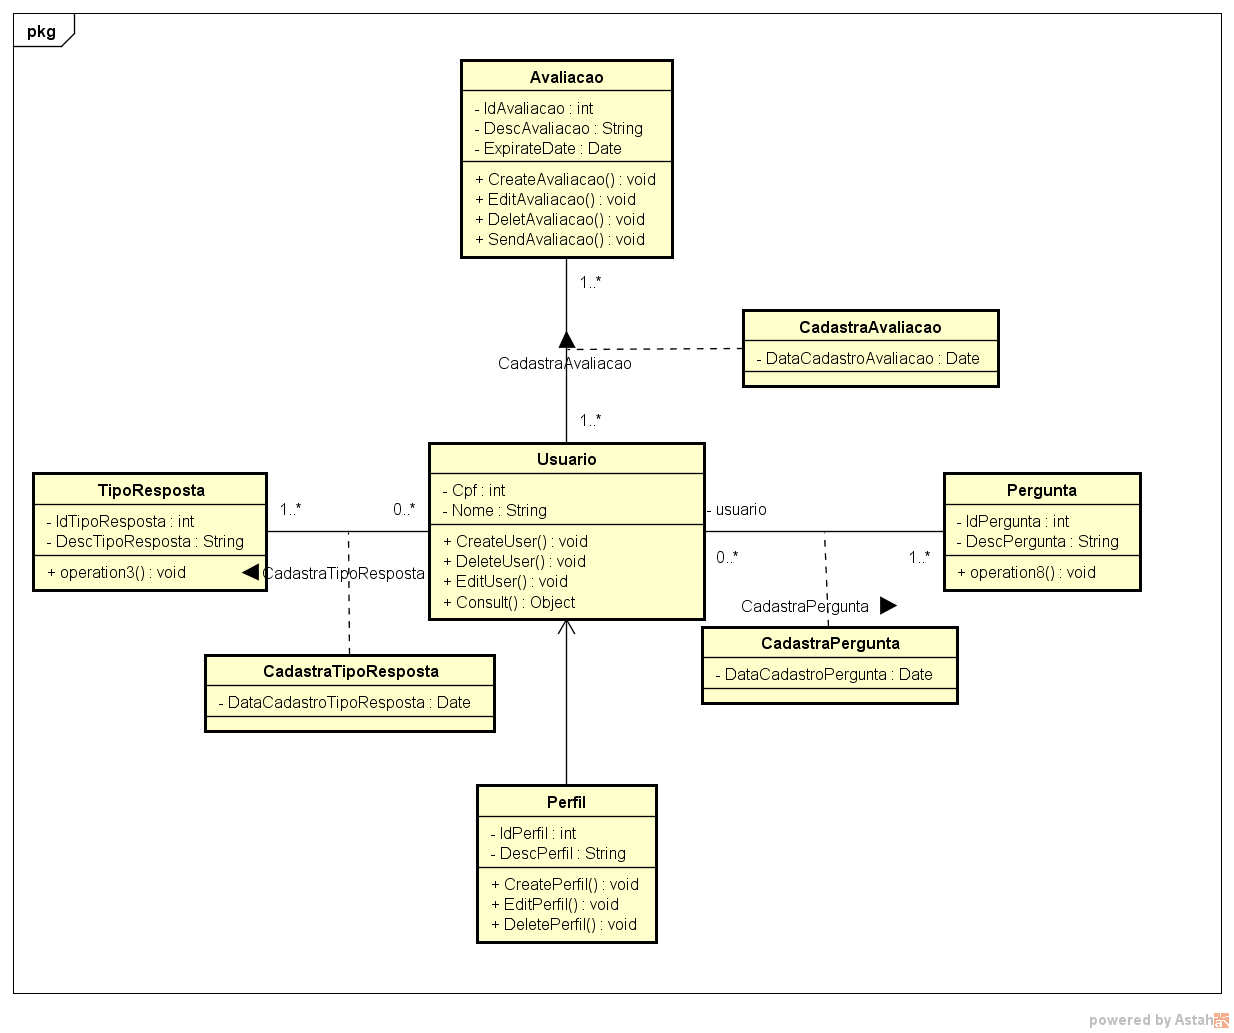 pkg
Avaliacao
- IdAvaliacao : int
- DescAvaliacao : String
- ExpirateDate : Date
+ CreateAvaliacao() : void
+ EditAvaliacao() : void
+ DeletAvaliacao() : void
+ SendAvaliacao() : void
1..*
CadastraAvaliacao
- DataCadastroAvaliacao : Date
CadastraAvaliacao
1..*
Usuario
- Cpf : int
- Nome : String
+ CreateUser() : void
+ DeleteUser() : void
+ EditUser() : void
+ Consult() : Object
TipoResposta
- IdTipoResposta : int
- DescTipoResposta : String
+ operation3() : void
1..*
0..*
CadastraTipoResposta
- usuario
0..*
1..*
Pergunta
- IdPergunta : int
- DescPergunta : String
+ operation8() : void
CadastraPergunta
CadastraPergunta
- DataCadastroPergunta : Date
CadastraTipoResposta
- DataCadastroTipoResposta : Date
Perfil
- IdPerfil : int
- DescPerfil : String
+ CreatePerfil() : void
+ EditPerfil() : void
+ DeletePerfil() : void
powered by Astah